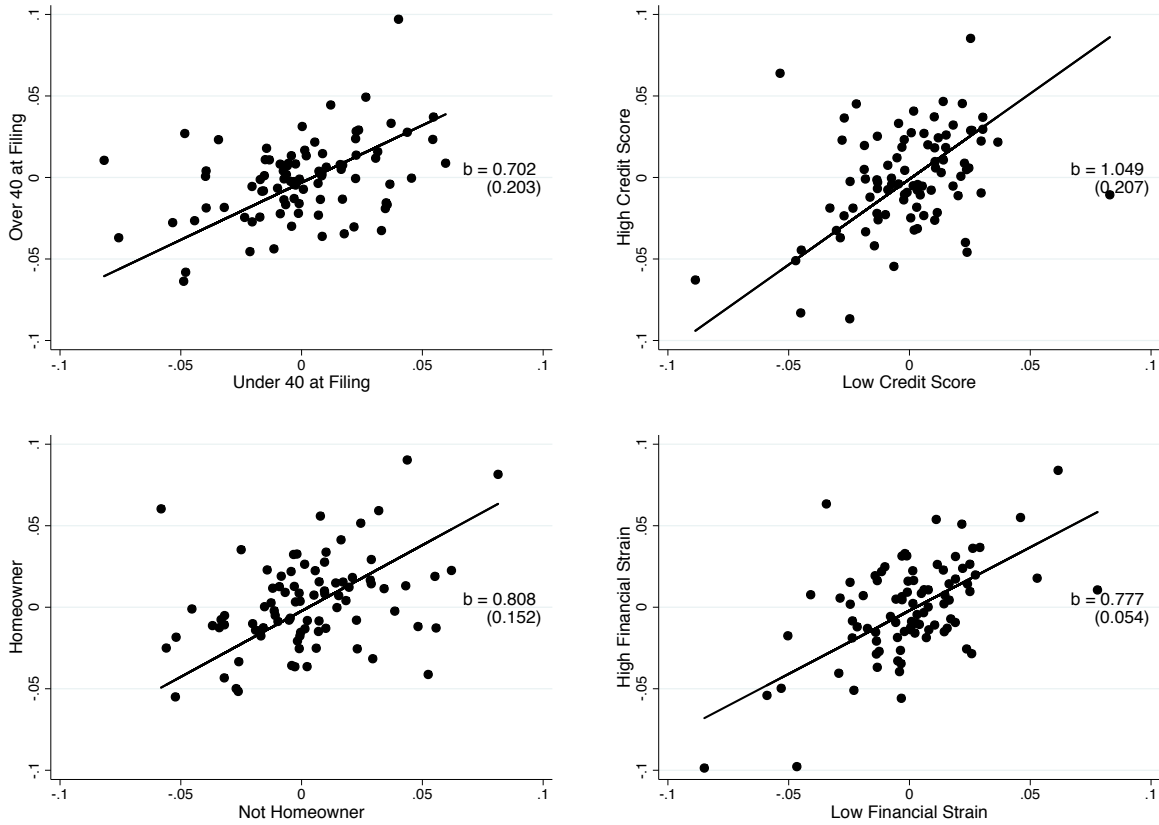 .1
.05
0
-.05
-.1
Over 40 at Filing
b = 0.702
(0.203)
-.1 -.05 0 .05 .1
Under 40 at Filing
.1
.05
0
-.05
-.1
High Credit Score
b = 1.049
(0.207)
-.1 -.05 0 .05 .1
Low Credit Score
.1
.05
0
-.05
-.1
Homeowner
b = 0.808
(0.152)
-.1 -.05 0 .05 .1
Not Homeowner
.1
.05
0
-.05
-.1
High Financial Strain
b = 0.777
(0.054)
-.1 -.05 0 .05 .1
Low Financial Strain